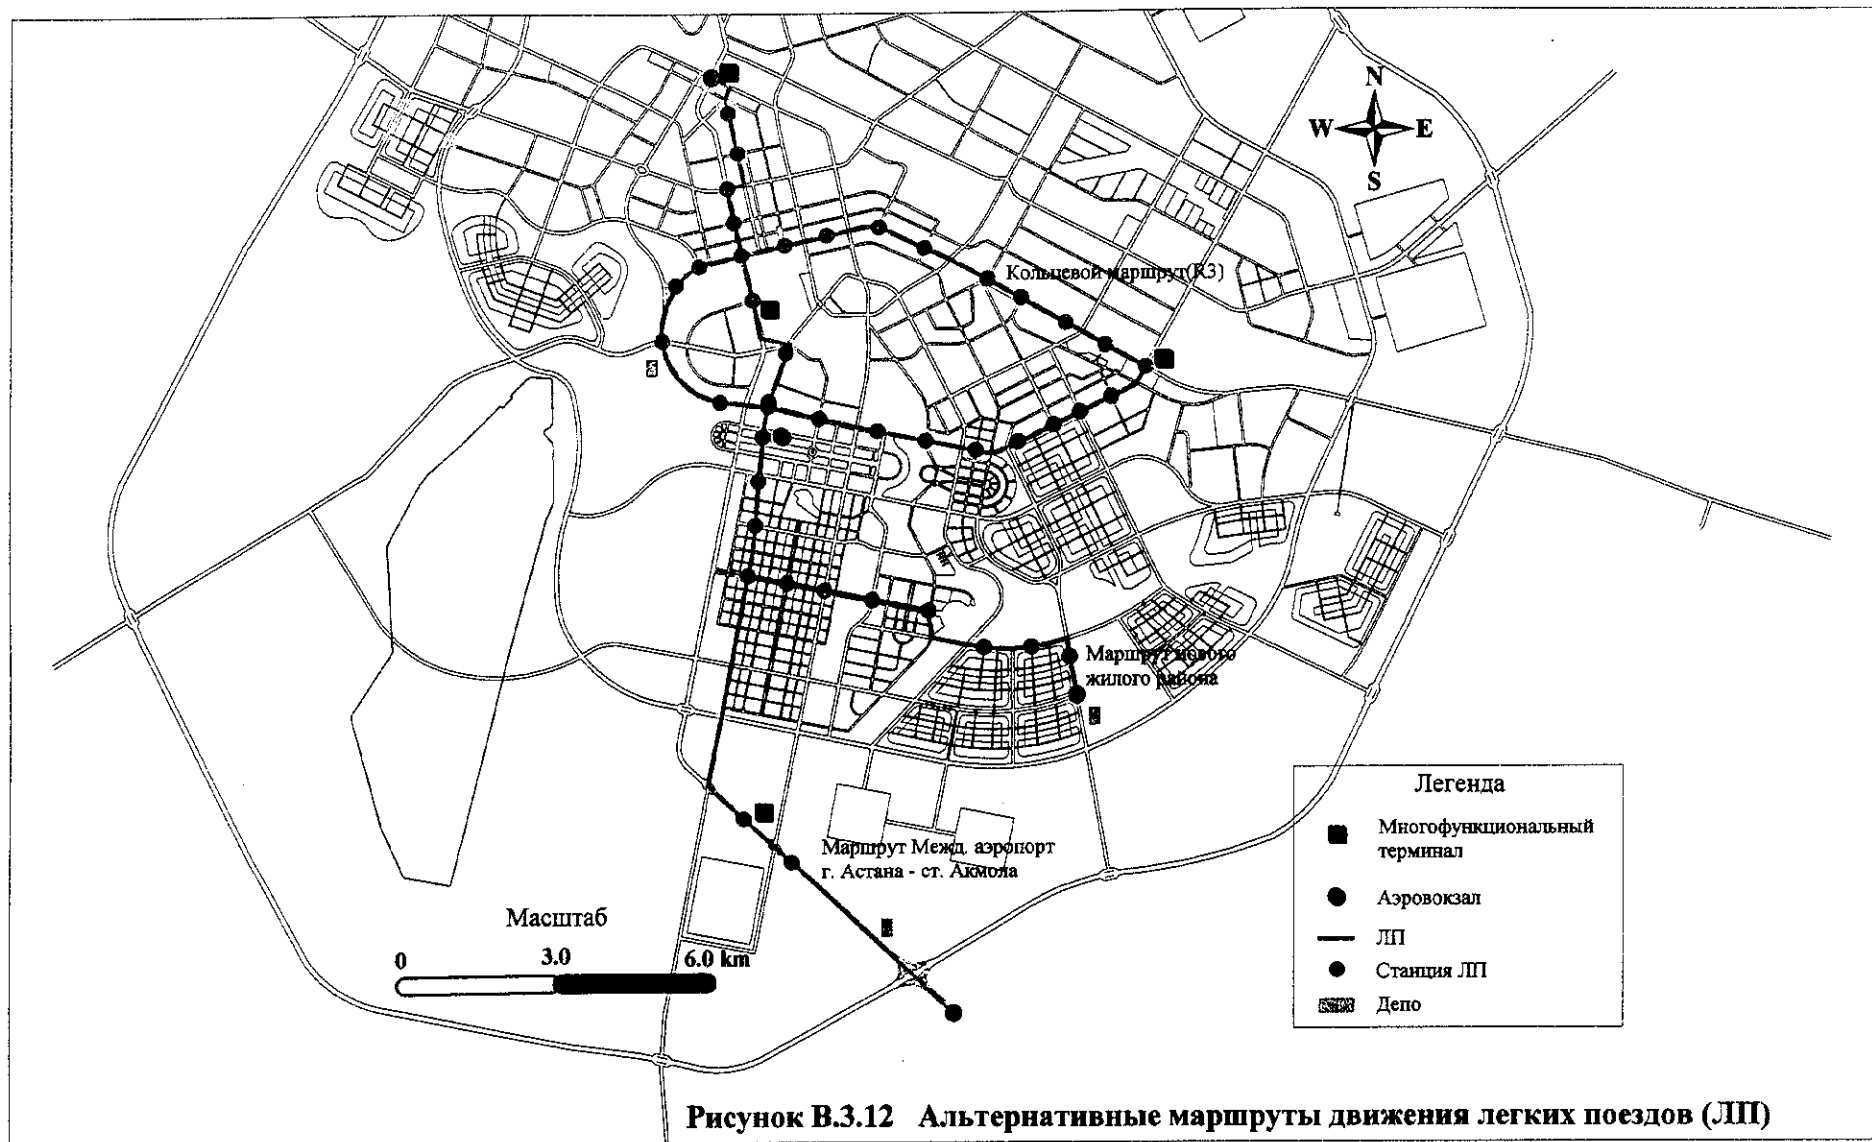 N
W E
S
Кольцевой маршрут(R3)
Маршрут нового
жилого района
Маршрут Межд. аэропорт
г. Астана - ст. Акмола
Масштаб
0 3.0 6.0 km
Легенда
Многофункциональный
терминал
Аэровокзал
ЛП
Станция ЛП
Депо
Рисунок В.3.12 Альтернативные маршруты движения легких поездов (ЛП)